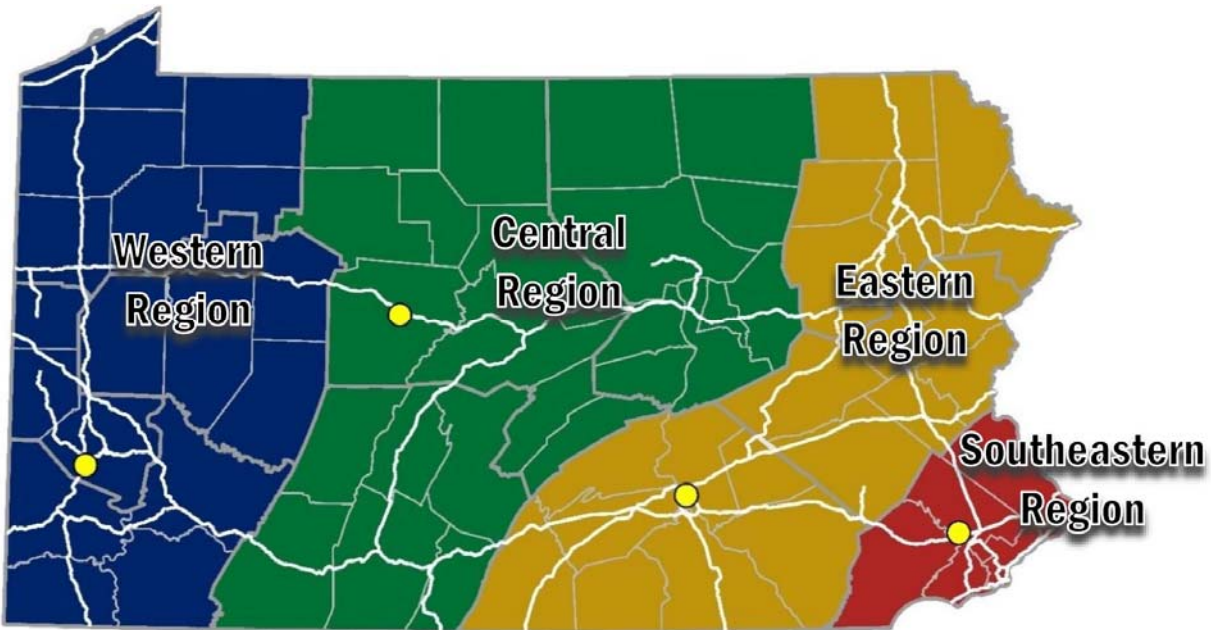 Western
Region
Central
Region
Eastern
Region
Southeastern
Region